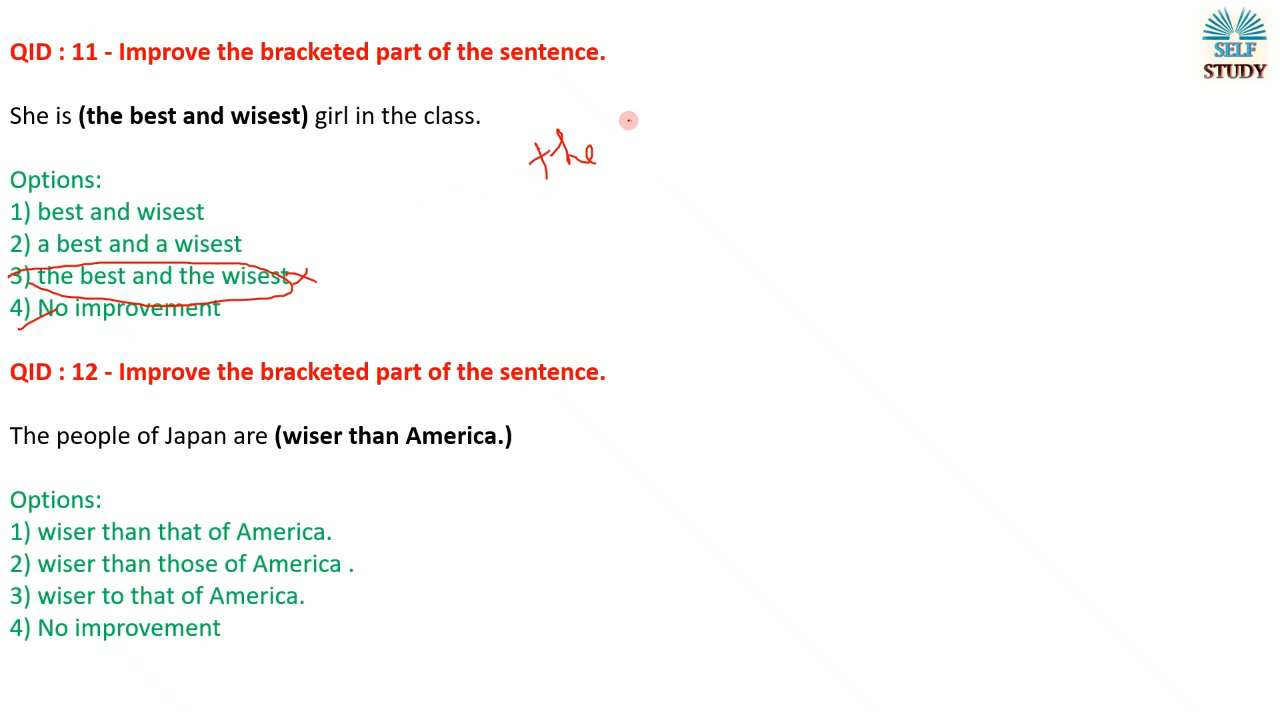 SELF
STUDY
QID : 11 - Improve the bracketed part of the sentence.
She is (the best and wisest) girl in the class.
the
Options:
1) best and wisest
2) a best and a wisest
3) the best and the wisest
4) No improvement
QID : 12 - Improve the bracketed part of the sentence.
The people of Japan are (wiser than America.)
Options:
1) wiser than that of America.
2) wiser than those of America .
3) wiser to that of America.
4) No improvement